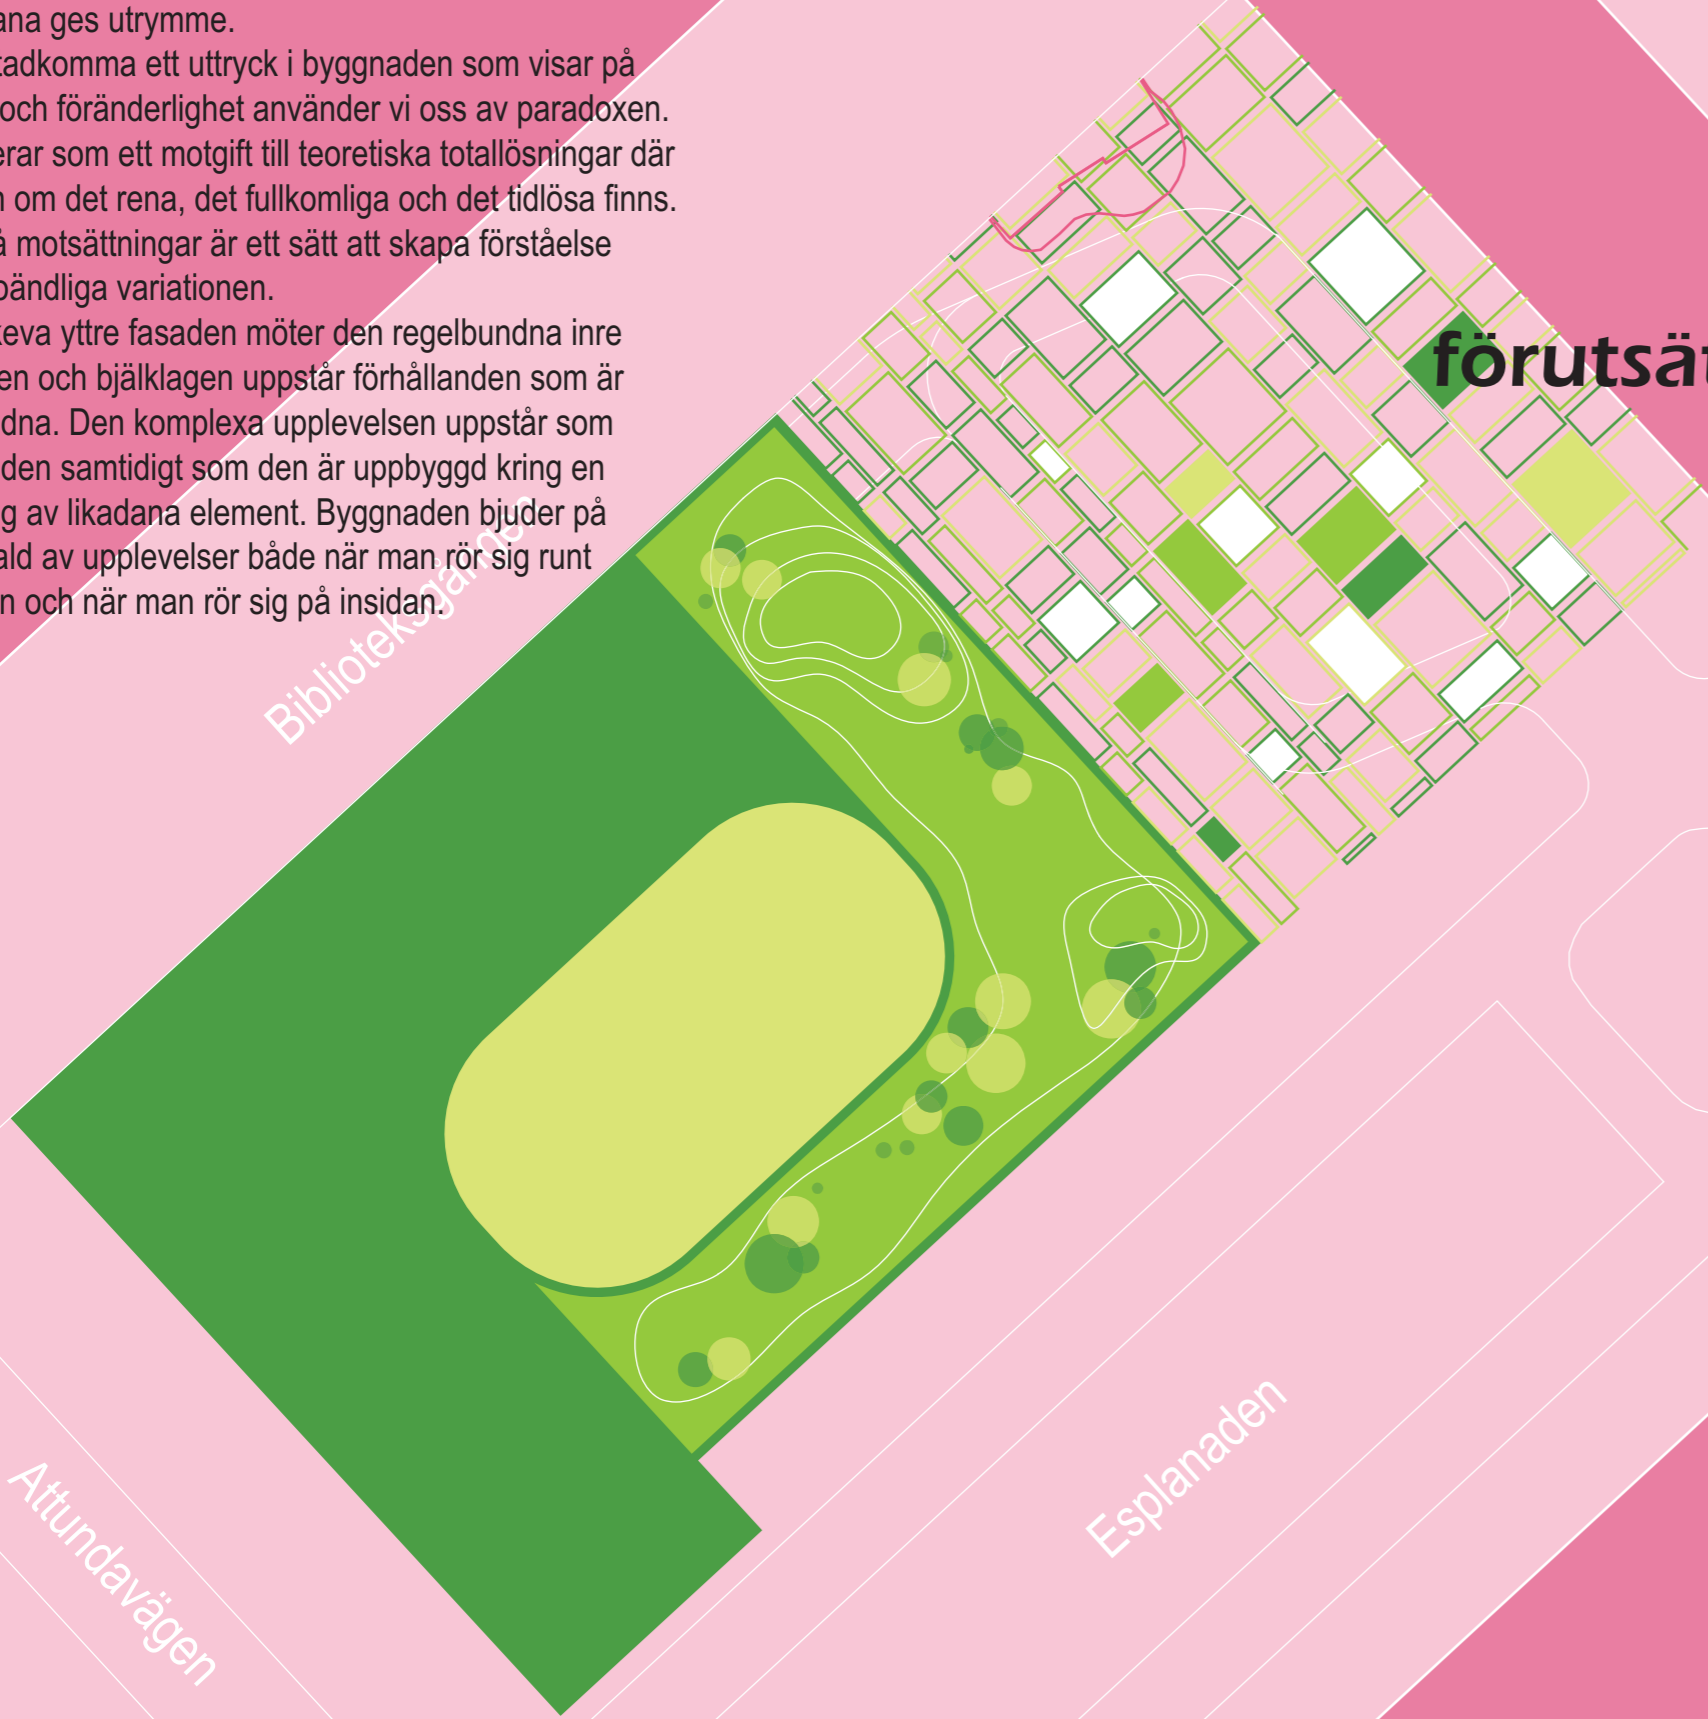 ana ges utrymme.
tadkomma ett uttryck i byggnaden som visar på
och föränderlighet använder vi oss av paradoxen.
erar som ett motgift till teoretiska totallösningar där
n om det rena, det fullkomliga och det tidlösa finns.
å motsättningar är ett sätt att skapa förståelse
oändliga variationen.
keva yttre fasaden möter den regelbundna inre
en och bjälklagen uppstår förhållanden som är
dna. Den komplexa upplevelsen uppstår som
den samtidigt som den är uppbyggd kring en
g av likadana element. Byggnaden bjuder på
ald av upplevelser både när man rör sig runt
n och när man rör sig på insidan.
förutsät
Biblioteksgången
Esplanaden
Attundavägen